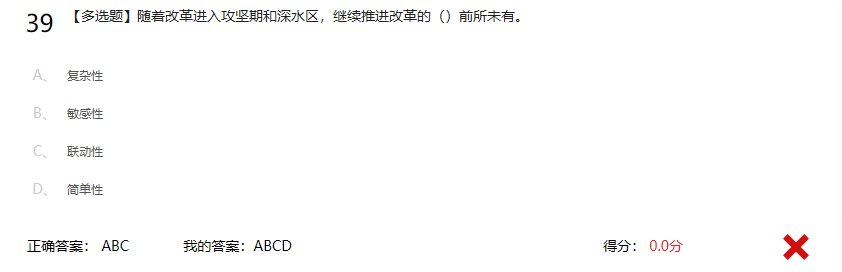 39 【多选题】随着改革进入攻坚期和深水区，继续推进改革的（）前所未有。
A、 复杂性
B、 敏感性
C、 联动性
D、 简单性
正确答案： ABC 我的答案：ABCD 得分： 0.0分